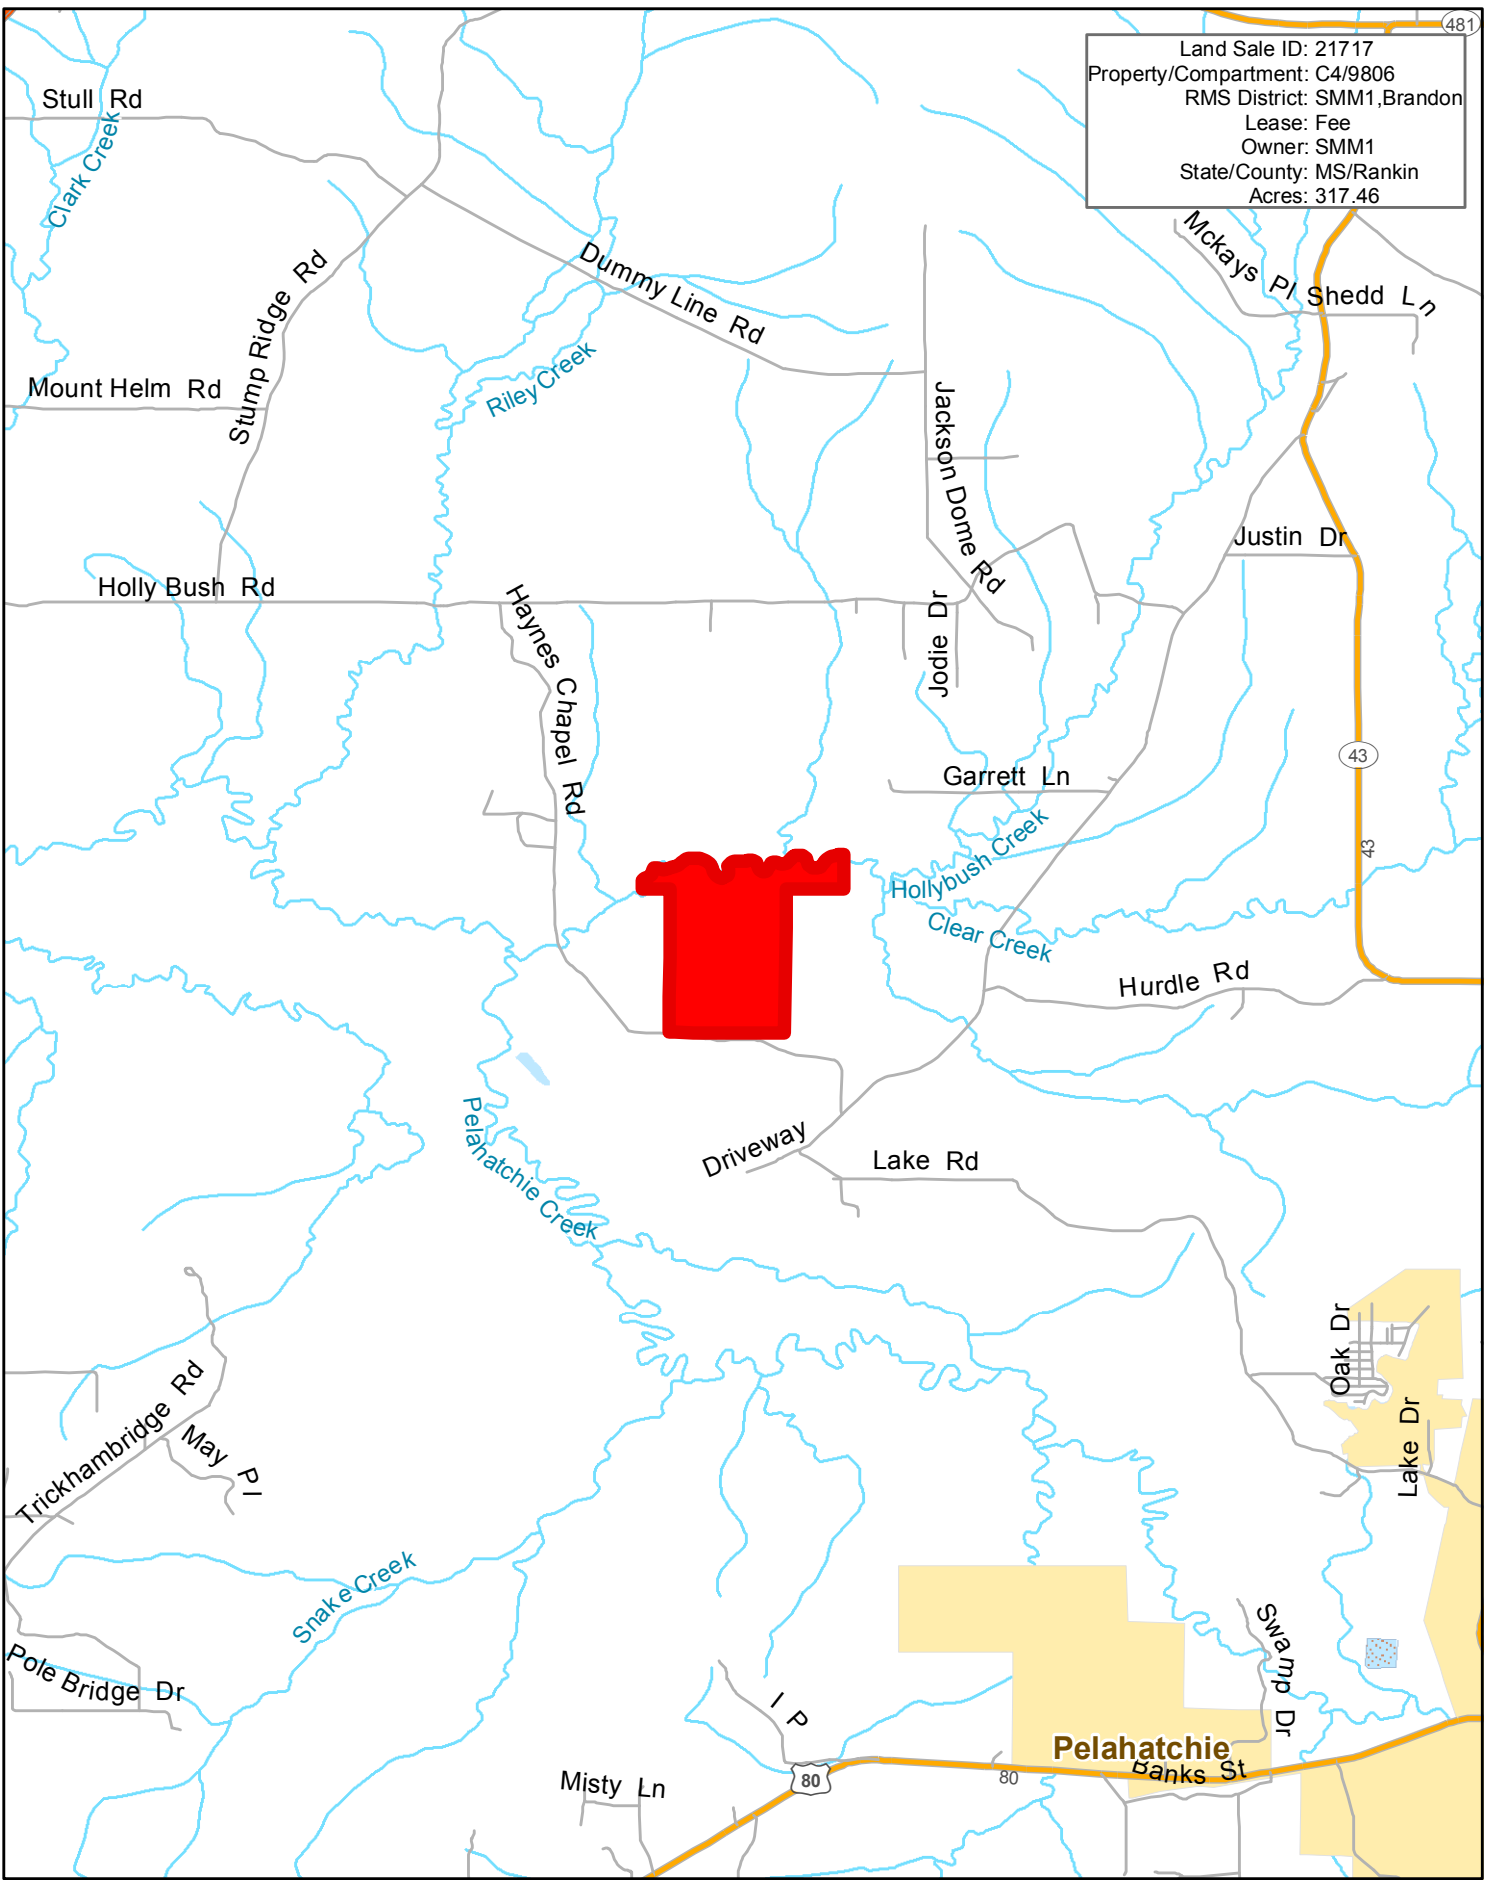 481
Land Sale ID: 21717
Property/Compartment: C4/9806
RMS District: SMM1,Brandon
Lease: Fee
Owner: SMM1
State/County: MS/Rankin
Acres: 317.46
Stull Rd
Clark Creek
Mckays Pl
Shedd Ln
Dummy Line Rd
Stump Ridge Rd
Riley Creek
Mount Helm Rd
Jackson Dome Rd
Justin Dr
Holly Bush Rd
Haynes Chapel Rd
Jodie Dr
43
Garrett Ln
43
Hollybush Creek
Clear Creek
Hurdle Rd
Pelahatchie Creek
Driveway
Lake Rd
Oak Dr
Lake Dr
Trickhambridge Rd
May Pl
Snake Creek
Swamp Dr
Pole Bridge Dr
I P
Pelahatchie
Banks St
80
80
Misty Ln